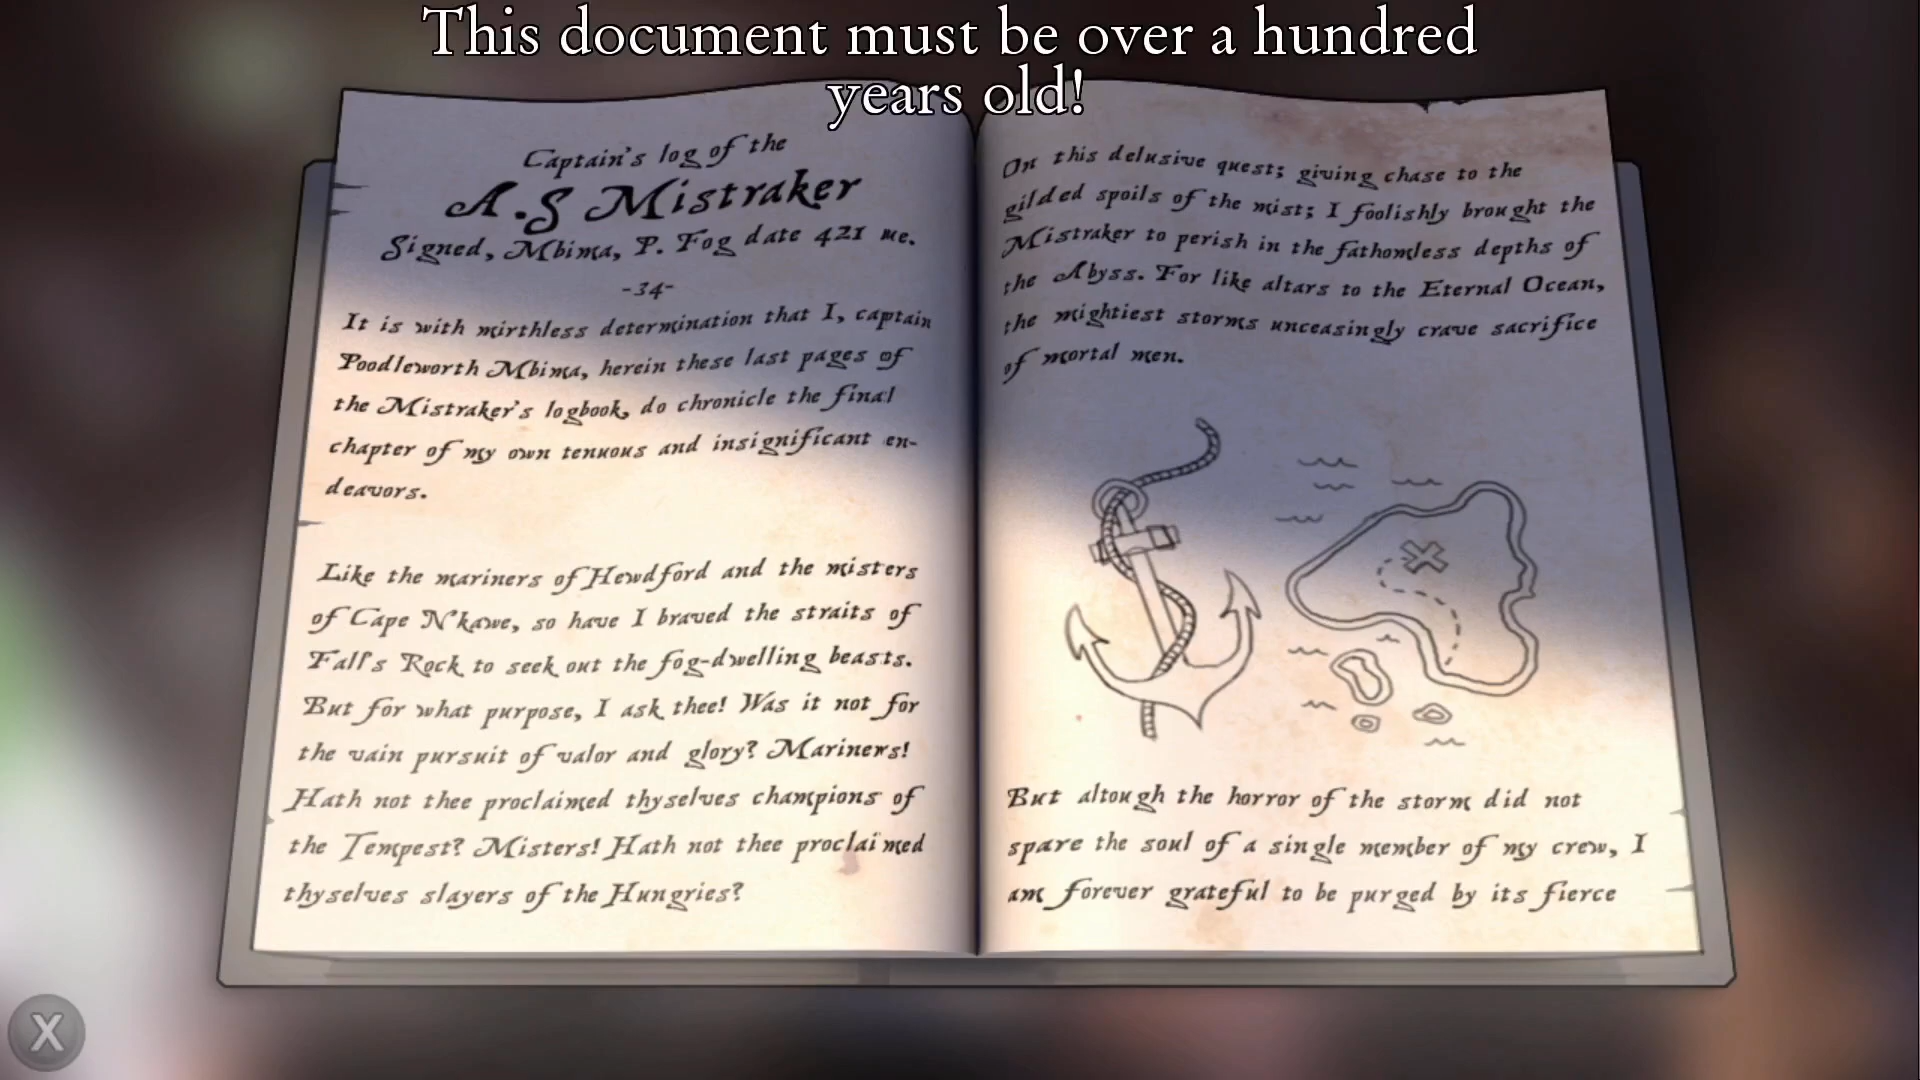 This document must be over a hundred
years old!
Captain's log of the
A.S Mistraker
Signed, Mbima, P. Fog date 421 me.
-34-
It is with mirthless determination that I, captain
Poodleworth Mbima, herein these last pages of
the Mistraker's logbook, do chronicle the final
chapter of my own tenuous and insignificant en-
deavors.
Like the mariners of Hewdford and the misters
of Cape N'kawe, so have I braved the straits of
Fall's Rock to seek out the fog-dwelling beasts.
But for what purpose, I ask thee! Was it not for
the vain pursuit of valor and glory? Mariners!
Hath not thee proclaimed thyselves champions of
the Tempest? Misters! Hath not thee proclaimed
thyselves slayers of the Hungries?
On this delusive quest; giving chase to the
gilded spoils of the mist; I foolishly brought the
Mistraker to perish in the fathomless depths of
the Abyss. For like altars to the Eternal Ocean,
the mightiest storms unceasingly crave sacrifice
of mortal men.
But altough the horror of the storm did not
spare the soul of a single member of my crew, I
am forever grateful to be purged by its fierce
X